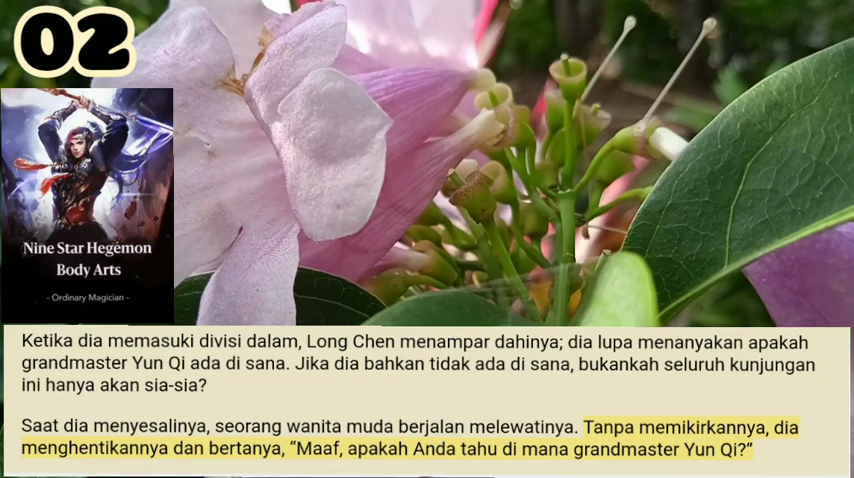 02
Nine Star Hegemon
Body Arts
- Ordinary Magician -
Ketika dia memasuki divisi dalam, Long Chen menampar dahinya; dia lupa menanyakan apakah
grandmaster Yun Qi ada di sana. Jika dia bahkan tidak ada di sana, bukankah seluruh kunjungan
ini hanya akan sia-sia?
Saat dia menyesalinya, seorang wanita muda berjalan melewatinya. Tanpa memikirkannya, dia
menghentikannya dan bertanya, “Maaf, apakah Anda tahu di mana grandmaster Yun Qi?”